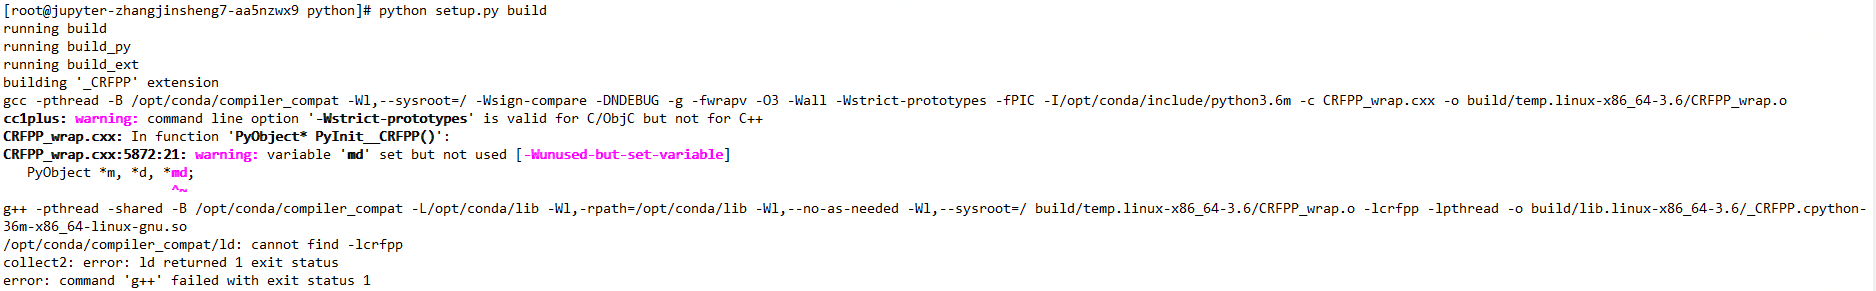 [root@jupyter-zhangjinsheng7-aa5nzwx9 python]# python setup.py build
running build
running build_py
running build_ext
building '_CRFPP' extension
gcc -pthread -B /opt/conda/compiler_compat -Wl,--sysroot=/ -Wsign-compare -DNDEBUG -g -fwrapv -O3 -Wall -Wstrict-prototypes -fPIC -I/opt/conda/include/python3.6m -c CRFPP_wrap.cxx -o build/temp.linux-x86_64-3.6/CRFPP_wrap.o
cc1plus: warning: command line option '-Wstrict-prototypes' is valid for C/ObjC but not for C++
CRFPP_wrap.cxx: In function 'PyObject* PyInit__CRFPP()':
CRFPP_wrap.cxx:5872:21: warning: variable 'md' set but not used [-Wunused-but-set-variable]
   PyObject *m, *d, *md;
                     ^~
g++ -pthread -shared -B /opt/conda/compiler_compat -L/opt/conda/lib -Wl,-rpath=/opt/conda/lib -Wl,--no-as-needed -Wl,--sysroot=/ build/temp.linux-x86_64-3.6/CRFPP_wrap.o -lcrfpp -lpthread -o build/lib.linux-x86_64-3.6/_CRFPP.cpython-
36m-x86_64-linux-gnu.so
/opt/conda/compiler_compat/ld: cannot find -lcrfpp
collect2: error: ld returned 1 exit status
error: command 'g++' failed with exit status 1